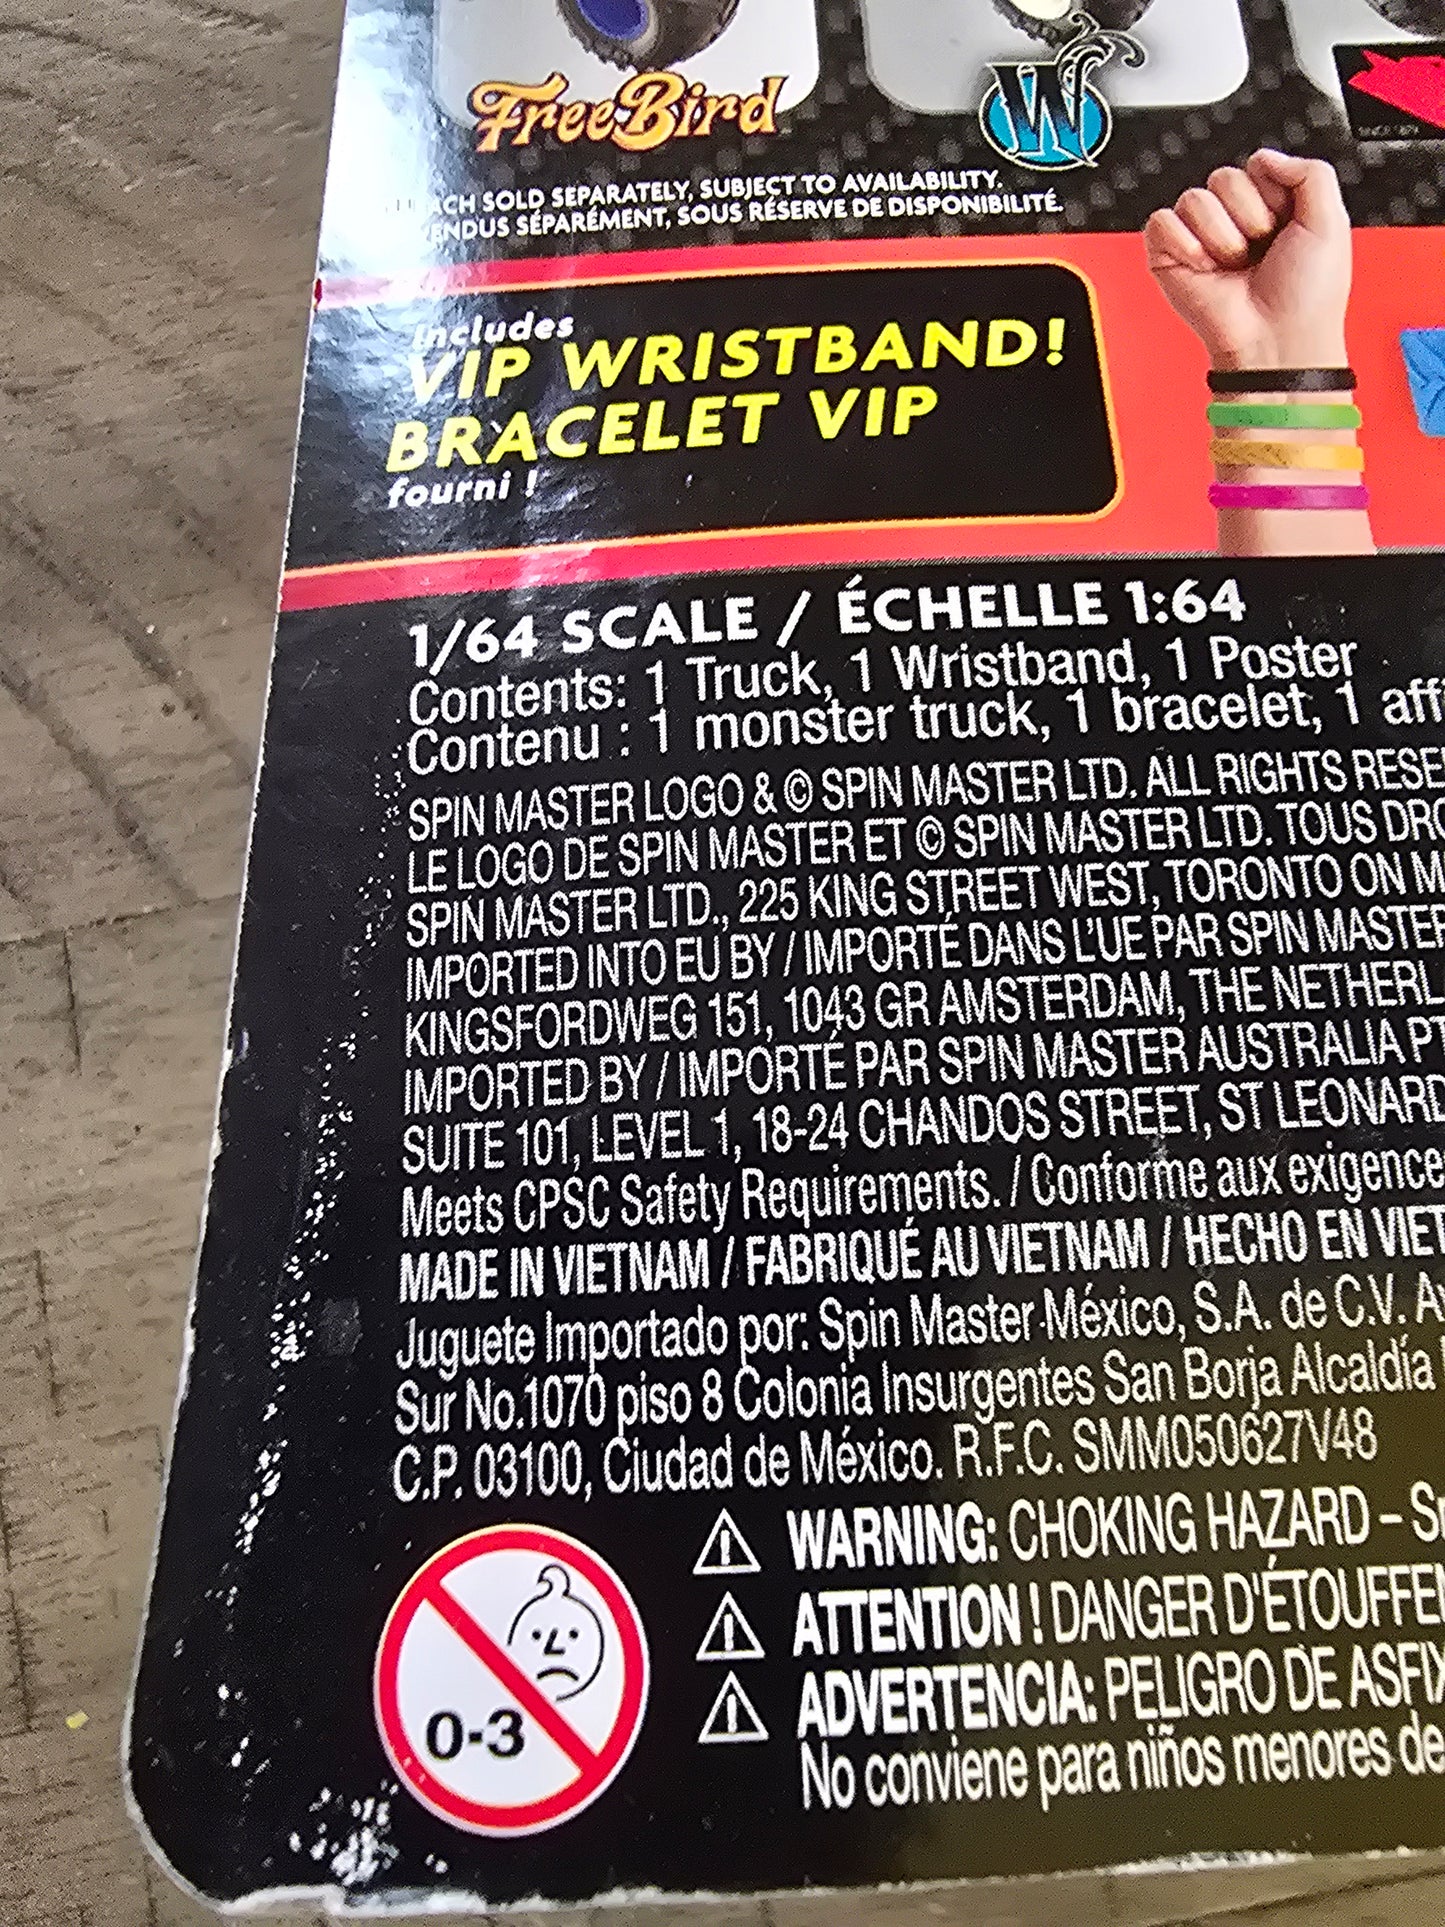 FreeBird
W
SINCE 1879
SOLD SEPARATELY, SUBJECT TO AVAILABILITY.
SÉPARÉMENT, SOUS RÉSERVE DE DISPONIBILITÉ.
Includes
VIP WRISTBAND!
BRACELET VIP
fourni !
1/64 SCALE / ÉCHELLE 1:64
Contents: 1 Truck, 1 Wristband, 1 Poster
Contenu : 1 monster truck, 1 bracelet, 1
SPIN MASTER LOGO & © SPIN MASTER LTD. ALL RIGHTS
LE LOGO DE SPIN MASTER ET © SPIN MASTER LTD. TOUS
SPIN MASTER LTD., 225 KING STREET WEST, TORONTO ON
IMPORTED INTO EU BY / IMPORTÉ DANS L'UE PAR SPIN MASTER
KINGSFORDWEG 151, 1043 GR AMSTERDAM, THE
IMPORTED BY / IMPORTÉ PAR SPIN MASTER AUSTRALIA
SUITE 101, LEVEL 1, 18-24 CHANDOS STREET, ST
Meets CPSC Safety Requirements. / Conforme aux
MADE IN VIETNAM / FABRIQUÉ AU VIETNAM / HECHO EN
Juguete Importado por: Spin Master México, S.A. de C.V.
Sur No.1070 piso 8 Colonia Insurgentes San Borja Alcaldía
C.P. 03100, Ciudad de México. R.F.C. SMM050627V48
WARNING: CHOKING HAZARD –
ATTENTION ! DANGER
ADVERTENCIA: PELIGRO DE
No conviene para niños menores de
0-3